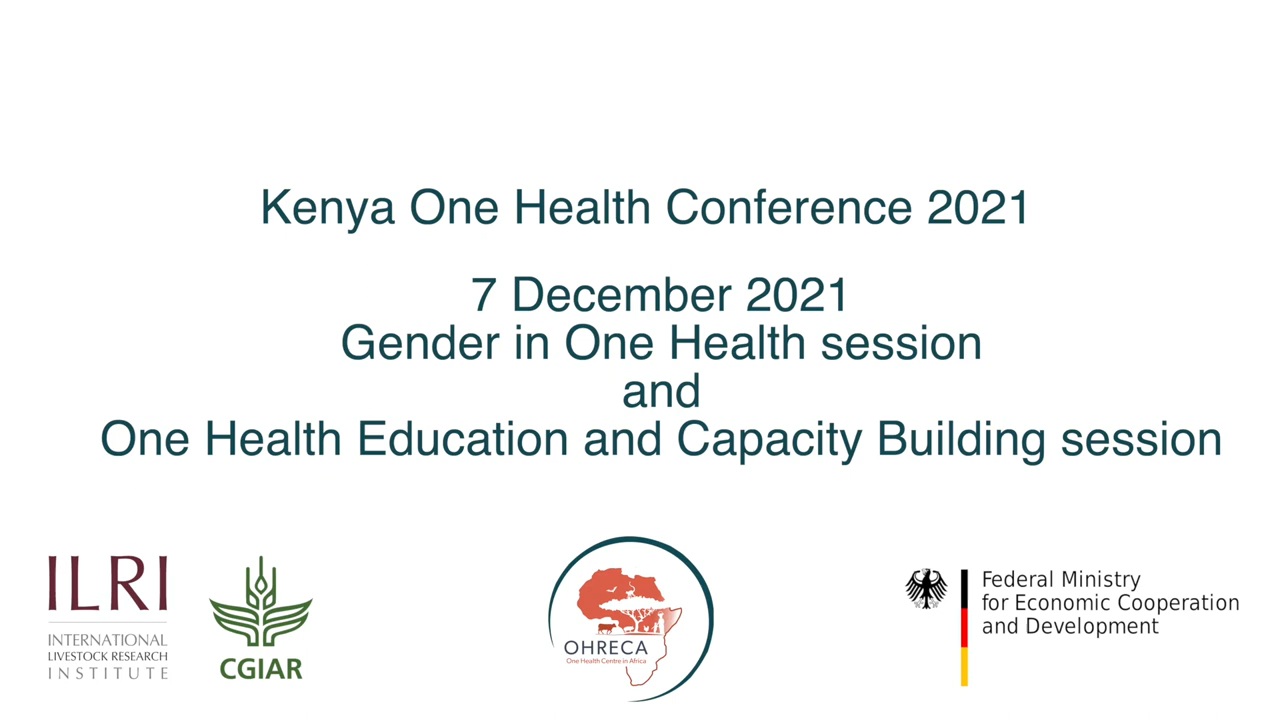 Kenya One Health Conference 2021
7 December 2021
Gender in One Health session
and
One Health Education and Capacity Building session
ILRI
INTERNATIONAL
LIVESTOCK RESEARCH
INSTITUTE
CGIAR
OHRECA
One Health Centre in Africa
Federal Ministry
for Economic Cooperation
and Development